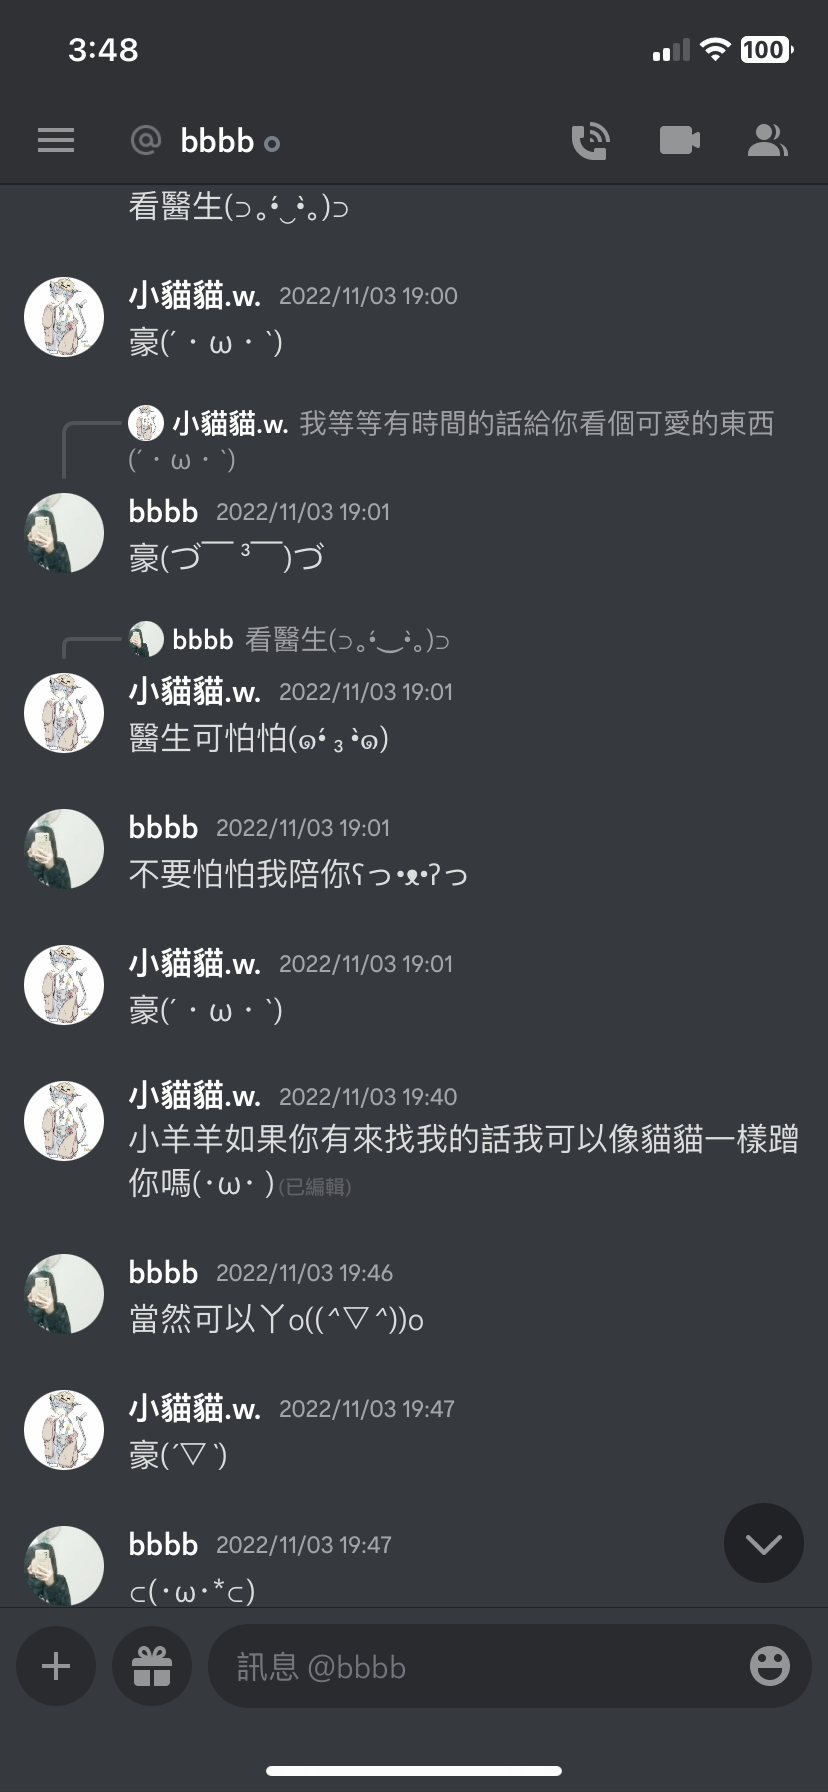 3:48
100
@ bbbb
看醫生(⊃｡•́‿•̀｡)⊃
小貓貓.w. 2022/11/03 19:00
豪(´・ω・`)
小貓貓.w. 我等等有時間的話給你看個可愛的東西
(´・ω・`)
bbbb 2022/11/03 19:01
豪(づ￣ ³￣)づ
bbbb 看醫生(⊃｡•́‿•̀｡)⊃
小貓貓.w. 2022/11/03 19:01
醫生可怕怕(๑•́ ₃ •̀๑)
bbbb 2022/11/03 19:01
不要怕怕我陪你ʕっ•ᴥ•ʔっ
小貓貓.w. 2022/11/03 19:01
豪(´・ω・`)
小貓貓.w. 2022/11/03 19:40
小羊羊如果你有來找我的話我可以像貓貓一樣蹭
你嗎(･ω･ )(已編輯)
bbbb 2022/11/03 19:46
當然可以丫o((^▽^))o
小貓貓.w. 2022/11/03 19:47
豪(´▽`)
bbbb 2022/11/03 19:47
⊂(･ω･*⊂)
訊息 @bbbb